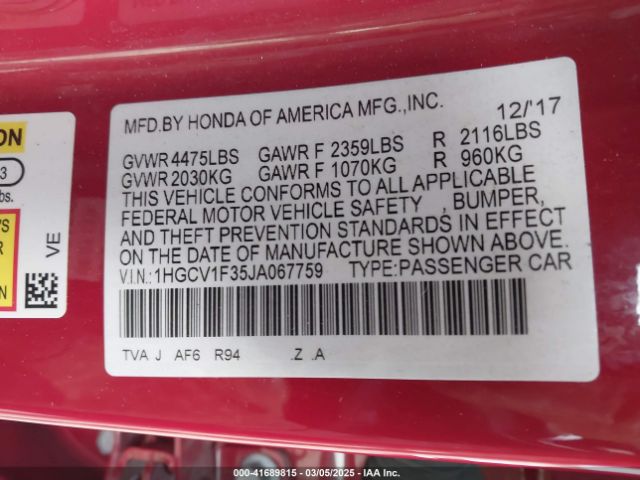 MFD.BY HONDA OF AMERICA MFG.,INC. 12/'17
GVWR 4475LBS GAWR F 2359LBS R 2116LBS
GVWR 2030KG GAWR F 1070KG R 960KG
THIS VEHICLE CONFORMS TO ALL APPLICABLE
FEDERAL MOTOR VEHICLE SAFETY , BUMPER,
AND THEFT PREVENTION STANDARDS IN EFFECT
ON THE DATE OF MANUFACTURE SHOWN ABOVE.
V.I.N.:1HGCV1F35JA067759 TYPE:PASSENGER CAR
TVA J AF6 R94 .Z .A
ON
3
bs.
'S
R
N
VE
000-41689815 - 03/05/2025 - IAA Inc.